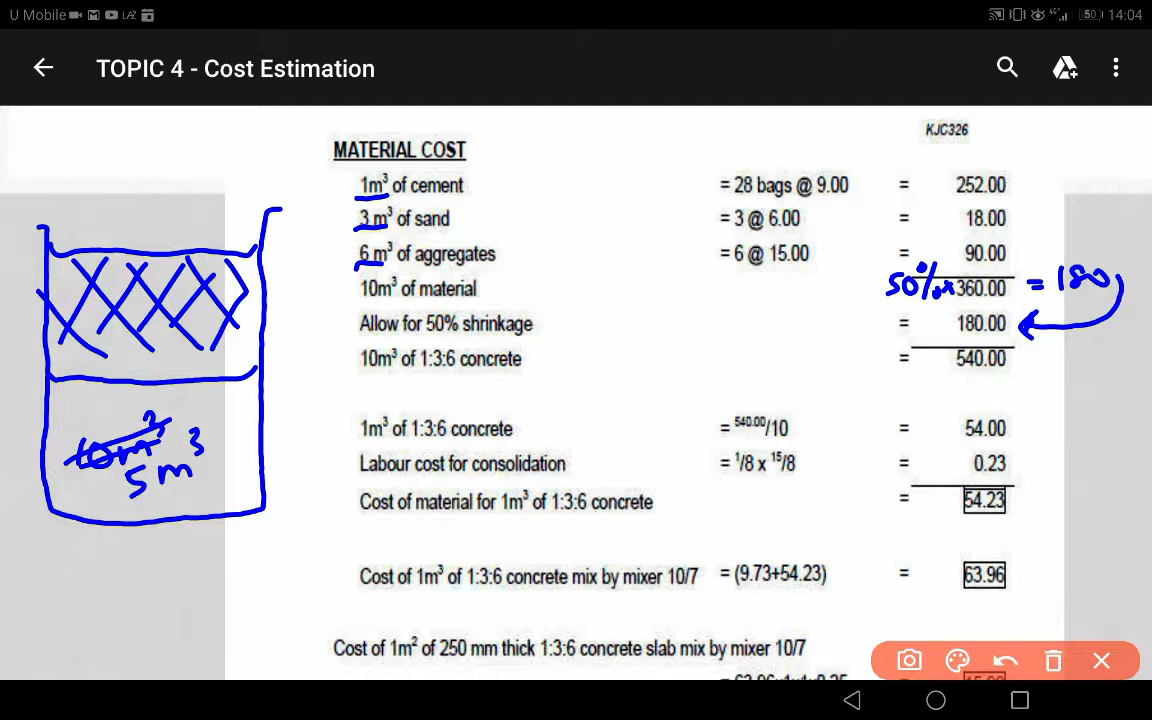 U Mobile LAZ 4G 50 14:04
TOPIC 4 - Cost Estimation
KJC326
MATERIAL COST
1m³ of cement = 28 bags @ 9.00 = 252.00
3 m³ of sand = 3 @ 6.00 = 18.00
6 m³ of aggregates = 6 @ 15.00 = 90.00
10m³ of material 50% × 360.00 = 180
Allow for 50% shrinkage = 180.00
10m³ of 1:3:6 concrete = 540.00
1m³ of 1:3:6 concrete = 540.00/10 = 54.00
10m³
5m³
Labour cost for consolidation = 1/8 x 15/8 = 0.23
Cost of material for 1m³ of 1:3:6 concrete = 54.23
Cost of 1m³ of 1:3:6 concrete mix by mixer 10/7 = (9.73+54.23) = 63.96
Cost of 1m² of 250 mm thick 1:3:6 concrete slab mix by mixer 10/7